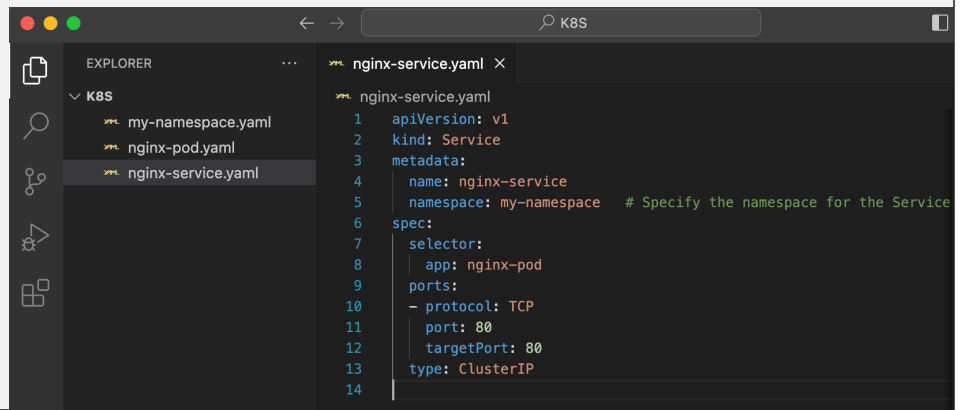 K8S
EXPLORER
nginx-service.yaml
K8S
nginx-service.yaml
my-namespace.yaml
nginx-pod.yaml
nginx-service.yaml
1 apiVersion: v1
2 kind: Service
3 metadata:
4   name: nginx-service
5   namespace: my-namespace   # Specify the namespace for the Service
6 spec:
7   selector:
8     app: nginx-pod
9   ports:
10   - protocol: TCP
11     port: 80
12     targetPort: 80
13   type: ClusterIP
14